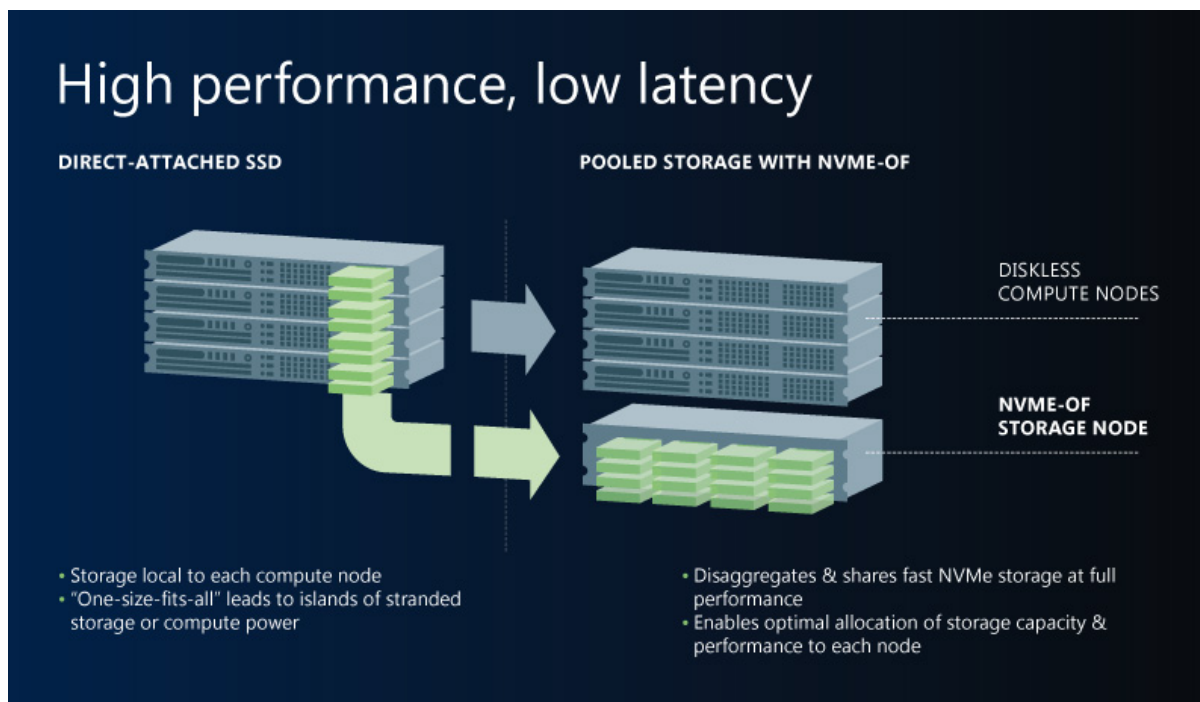 High performance, low latency
DIRECT-ATTACHED SSD
POOLED STORAGE WITH NVME-OF
DISKLESS
COMPUTE NODES
NVME-OF
STORAGE NODE
• Storage local to each compute node
• “One-size-fits-all” leads to islands of stranded
storage or compute power
• Disaggregates & shares fast NVMe storage at full
performance
• Enables optimal allocation of storage capacity &
performance to each node